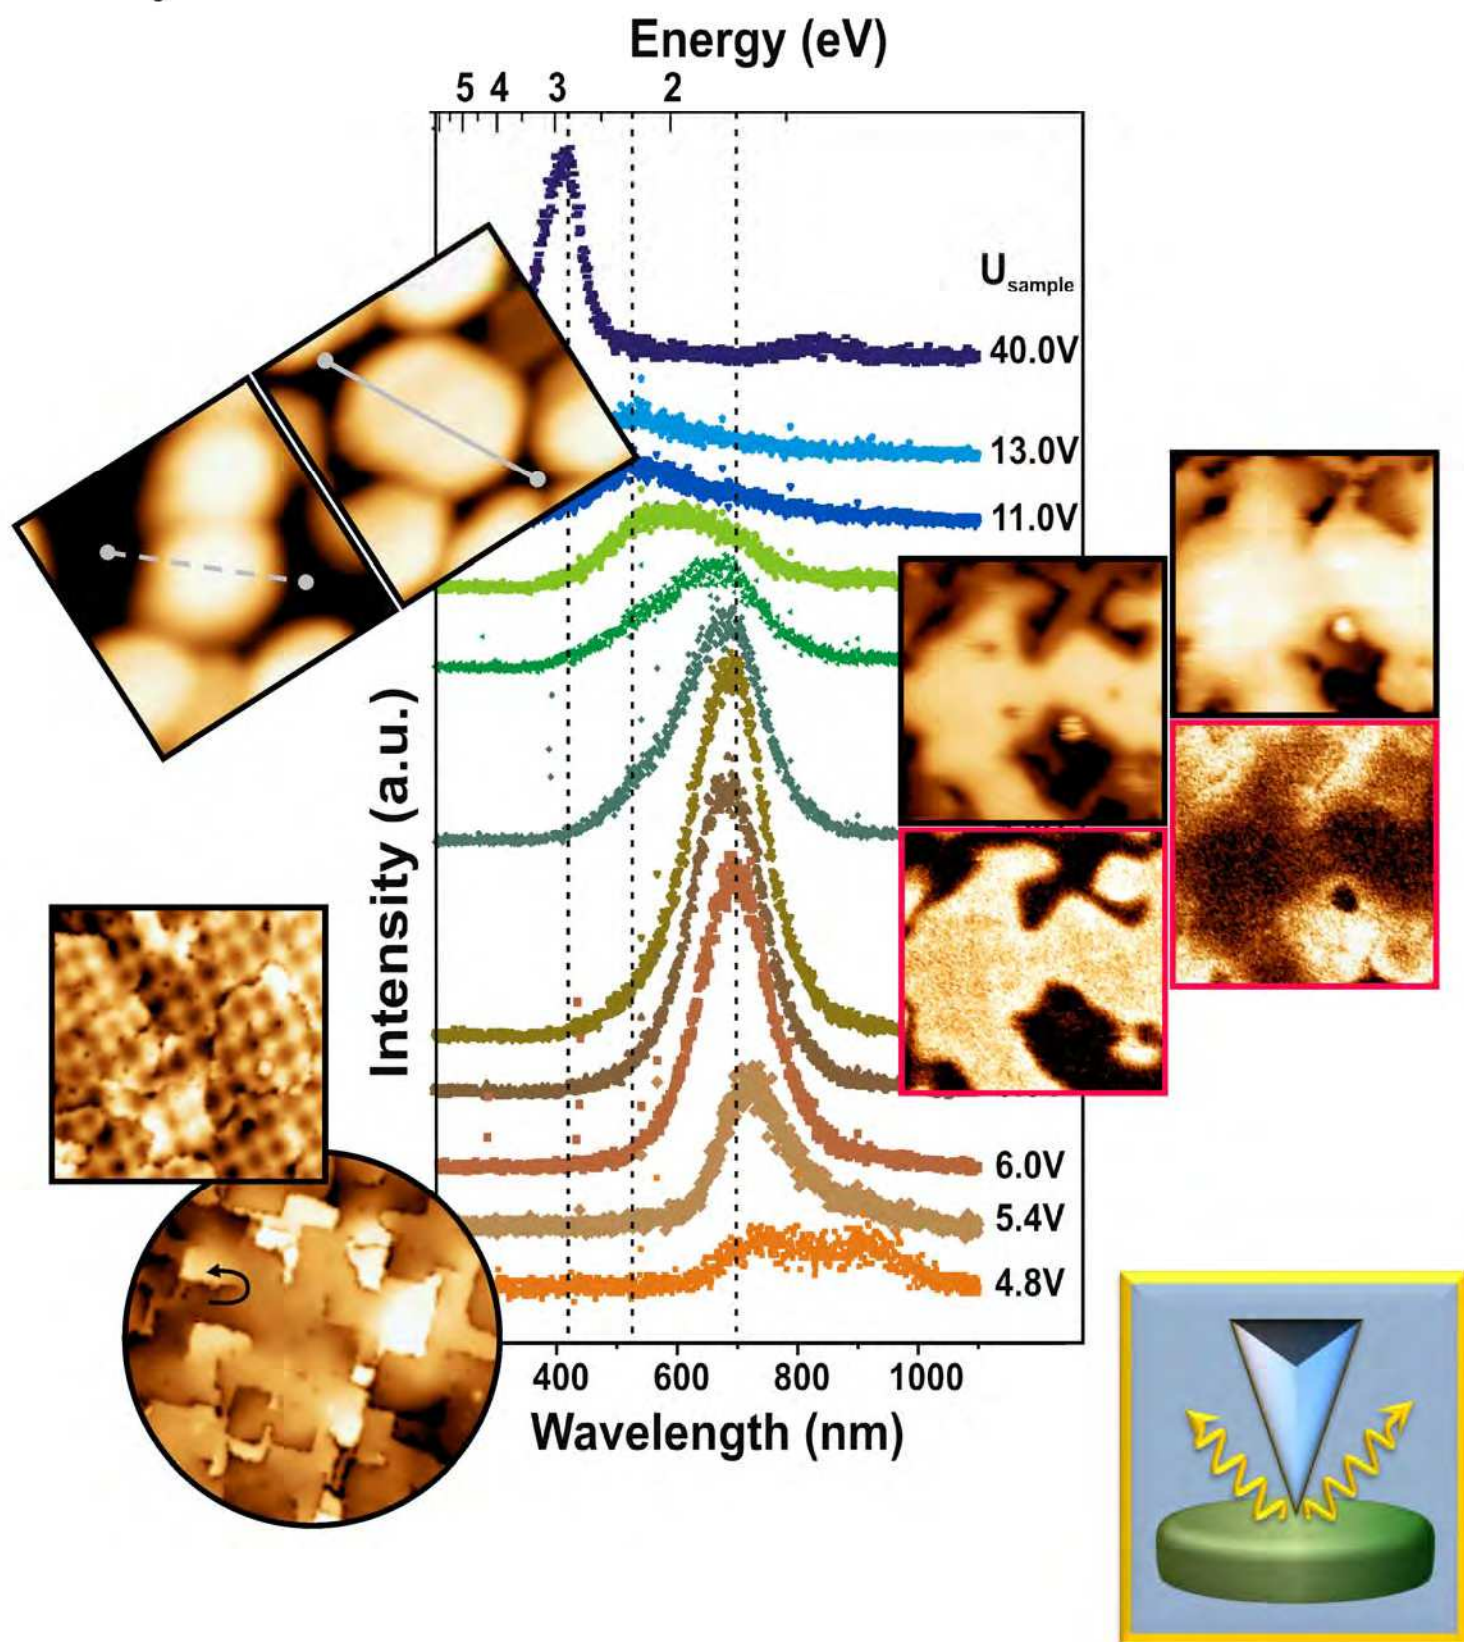 Energy (eV)
5 4 3 2
U sample
40.0V
13.0V
11.0V
Intensity (a.u.)
6.0V
5.4V
4.8V
400 600 800 1000
Wavelength (nm)